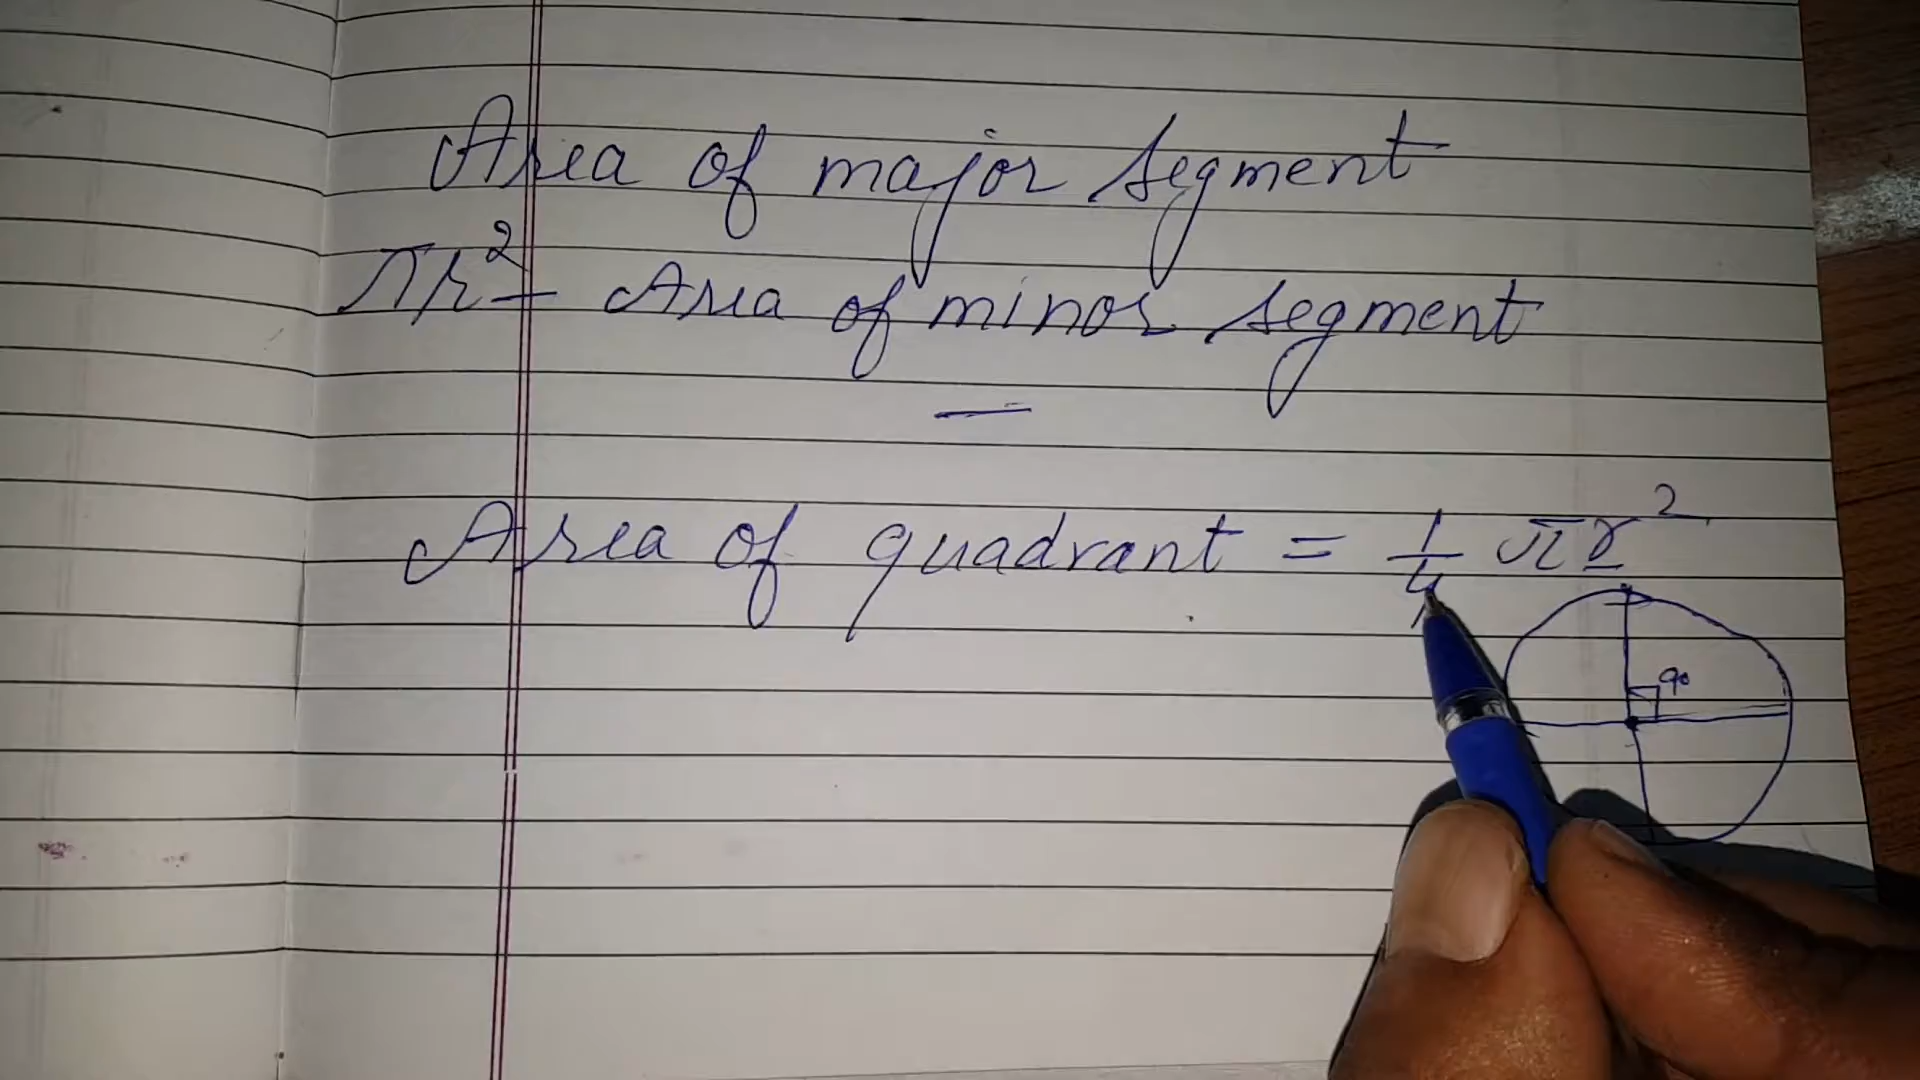 Area of major segment
πr² - Area of minor segment
Area of quadrant = 1/4 πr²
90